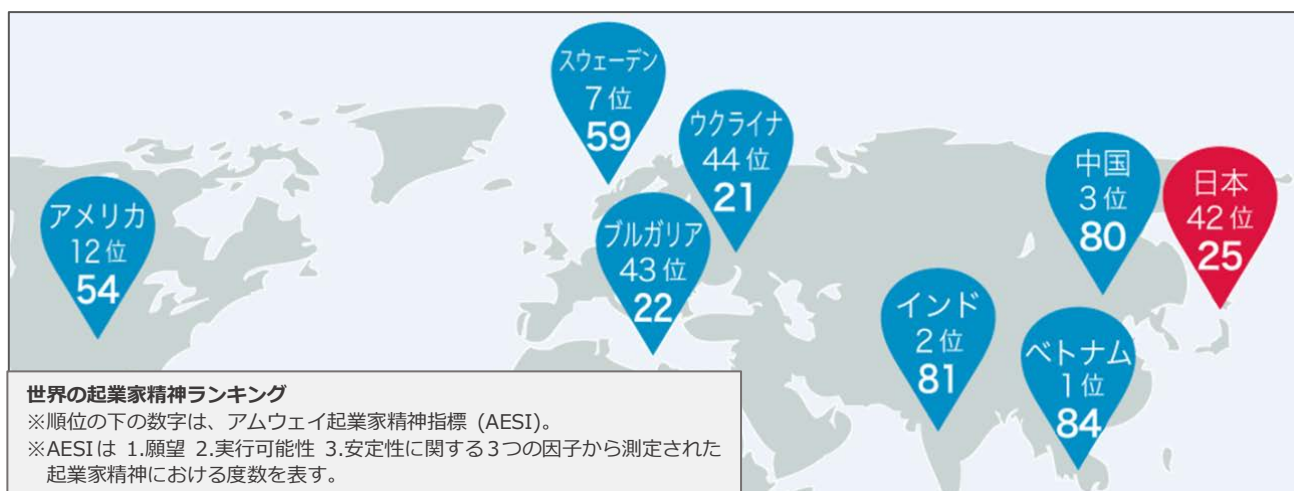 スウェーデン
7位
59
ウクライナ
44位
21
中国
3位
80
日本
42位
25
アメリカ
12位
54
ブルガリア
43位
22
インド
2位
81
ベトナム
1位
84
世界の起業家精神ランキング
※順位の下の数字は、アムウェイ起業家精神指標 (AESI)。
※AESIは 1.願望 2.実行可能性 3.安定性に関する3つの因子から測定された
起業家精神における度数を表す。